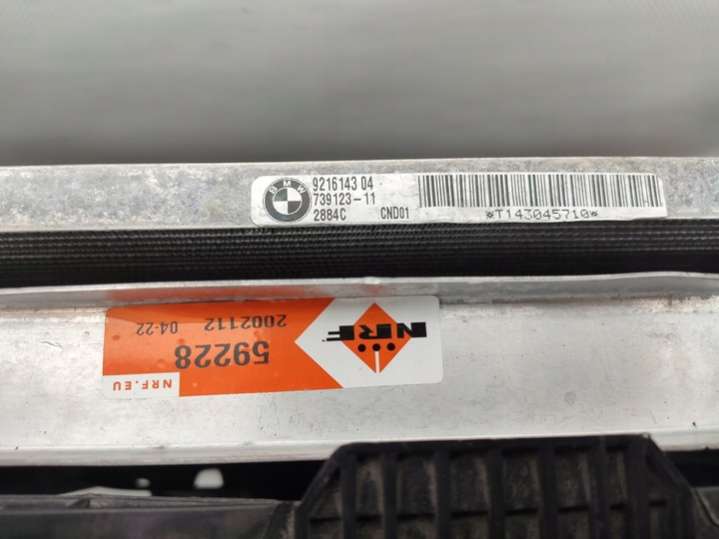 BMW
9216143 04
739123-11
2884C CND01
*T143045710*
NRF
59228
2002112 04-22
NRF.EU